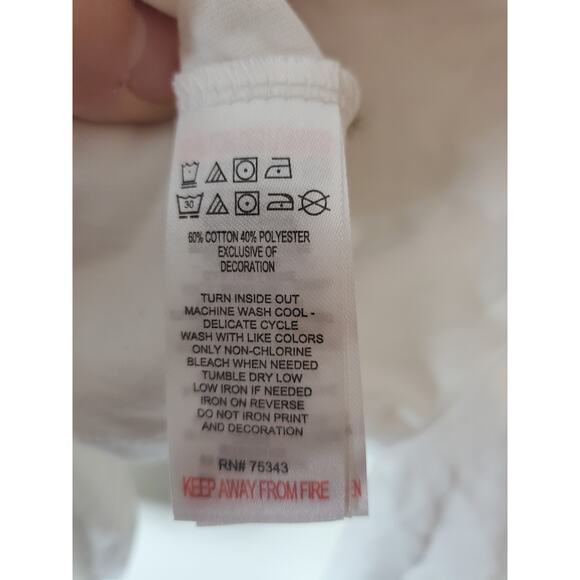 30
60% COTTON 40% POLYESTER
EXCLUSIVE OF
DECORATION
TURN INSIDE OUT
MACHINE WASH COOL -
DELICATE CYCLE
WASH WITH LIKE COLORS
ONLY NON-CHLORINE
BLEACH WHEN NEEDED
TUMBLE DRY LOW
LOW IRON IF NEEDED
IRON ON REVERSE
DO NOT IRON PRINT
AND DECORATION
RN# 75343
KEEP AWAY FROM FIRE
EN